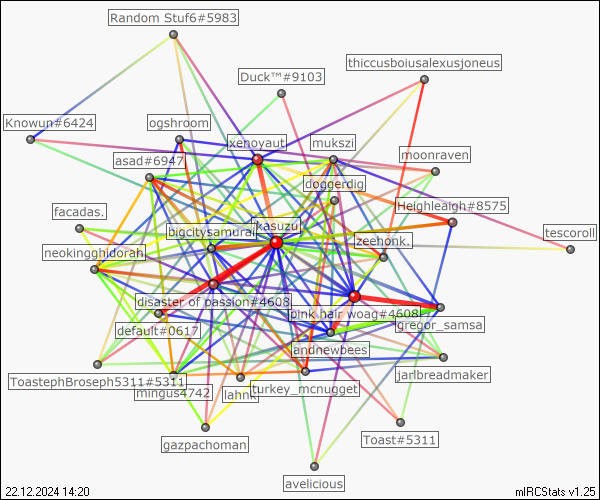 Random Stuf6#5983
thiccusboiusalexusjoneus
Duck™#9103
Knowun#6424
ogshroom
xenoyaut
mukszi
moonraven
asad#6947
doggerdig
Heighleaigh#8575
facadas.
kasuzu
bigcitysamurai
zeehonk.
tescoroll
neokingghidorah
disaster of passion#4608
pink hair woag#4608
default#0617
gregor_samsa
andnewbees
ToastephBroseph5311#5311
mingus4742
lahnk
turkey_mcnugget
jarlbreadmaker
gazpachoman
Toast#5311
avelicious
22.12.2024 14:20
mIRCStats v1.25